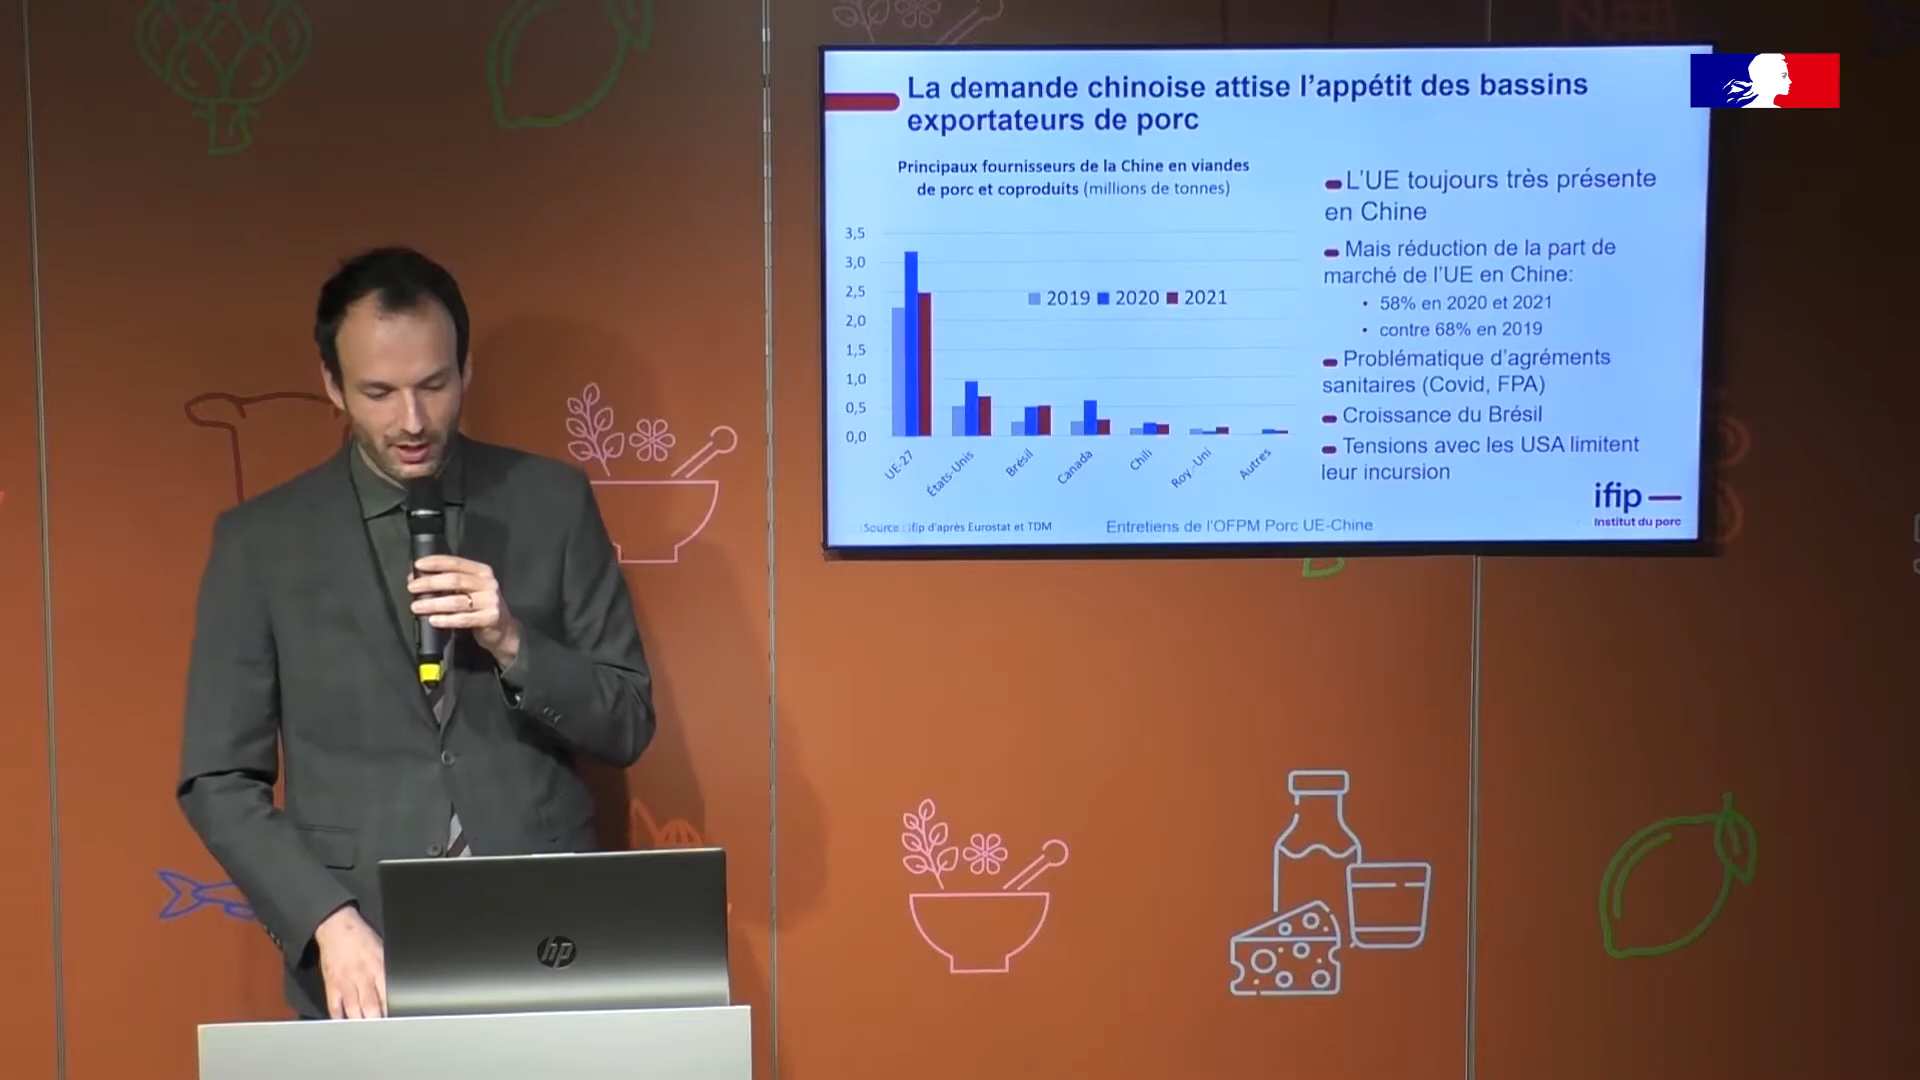 La demande chinoise attise l'appétit des bassins
exportateurs de porc
Principaux fournisseurs de la Chine en viandes
de porc et coproduits (millions de tonnes)
3,5
3,0
2,5
2,0
1,5
1,0
0,5
0,0
2019 2020 2021
UE-27
États-Unis
Brésil
Canada
Chili
Roy.-Uni
Autres
L'UE toujours très présente
en Chine
Mais réduction de la part de
marché de l'UE en Chine:
• 58% en 2020 et 2021
• contre 68% en 2019
Problématique d'agréments
sanitaires (Covid, FPA)
Croissance du Brésil
Tensions avec les USA limitent
leur incursion
Source : ifip d'après Eurostat et TDM
Entretiens de l'OFPM Porc UE-Chine
ifip
Institut du porc
hp